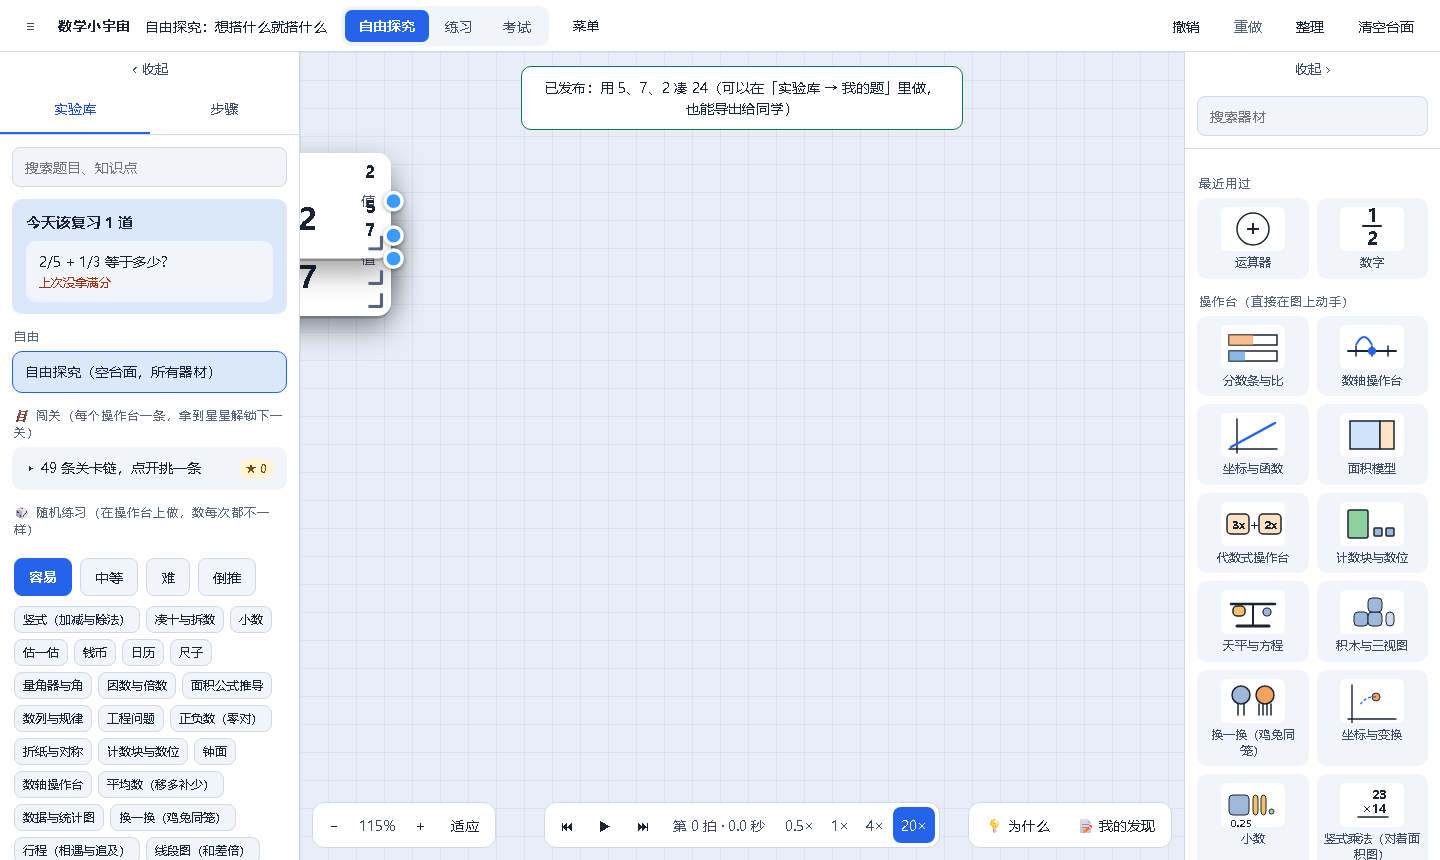 ≡ 数学小宇宙 自由探究：想搭什么就搭什么 自由探究 练习 考试 菜单 撤销 重做 整理 清空台面
‹ 收起
实验库 步骤
搜索题目、知识点
今天该复习 1 道
2/5 + 1/3 等于多少?
上次没拿满分
自由
自由探究（空台面，所有器材）
闯关（每个操作台一条，拿到星星解锁下一
关）
49 条关卡链，点开挑一条 ★ 0
随机练习（在操作台上做，数每次都不一
样）
容易 中等 难 倒推
竖式（加减与除法） 凑十与拆数 小数
估一估 钱币 日历 尺子
量角器与角 因数与倍数 面积公式推导
数列与规律 工程问题 正负数（零对）
折纸与对称 计数块与数位 钟面
数轴操作台 平均数（移多补少）
数据与统计图 换一换（鸡兔同笼）
行程（相遇与追及） 线段图（和差倍）
已发布：用 5、7、2 凑 24（可以在「实验库 → 我的题」里做，
也能导出给同学）
2
值
5
2
7
值
7
− 115% + 适应
第 0 拍 · 0.0 秒 0.5× 1× 4× 20×
为什么 我的发现
收起 ›
搜索器材
最近用过
1
2
运算器 数字
操作台（直接在图上动手）
分数条与比 数轴操作台
坐标与函数 面积模型
3x + 2x
代数式操作台 计数块与数位
天平与方程 积木与三视图
换一换（鸡兔同
笼）
坐标与变换
0.25
小数
23
×14
竖式乘法（对着面
积图）